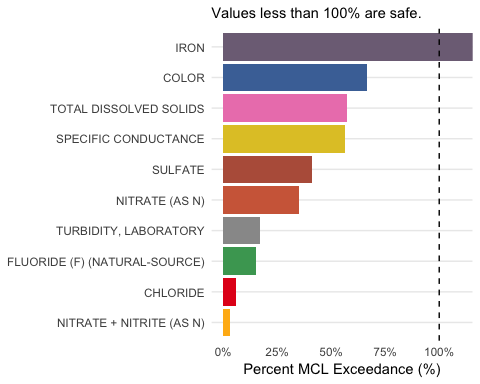 Values less than 100% are safe.
IRON
COLOR
TOTAL DISSOLVED SOLIDS
SPECIFIC CONDUCTANCE
SULFATE
NITRATE (AS N)
TURBIDITY, LABORATORY
FLUORIDE (F) (NATURAL-SOURCE)
CHLORIDE
NITRATE + NITRITE (AS N)
0% 25% 50% 75% 100%
Percent MCL Exceedance (%)